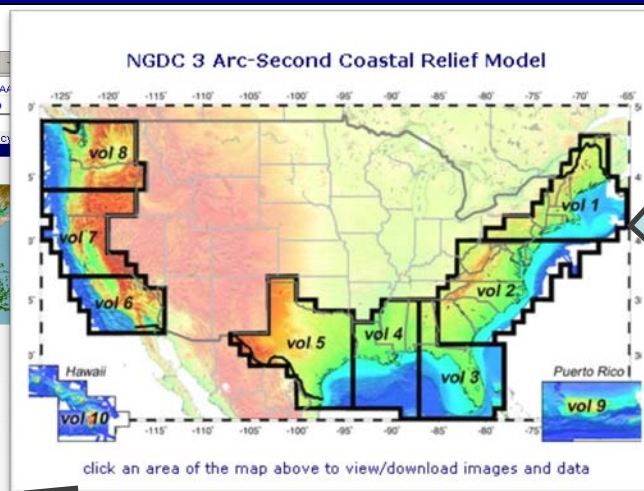 NGDC 3 Arc-Second Coastal Relief Model
-125° -120° -115° -110° -105° -100° -95° -90° -85° -80° -75° -70° -65°
vol 8
vol 1
vol 7
vol 2
vol 6
vol 5
vol 4
vol 3
Hawaii
Puerto Rico
vol 10
vol 9
-115° -110° -105° -100° -95° -90° -85° -80° -75°
click an area of the map above to view/download images and data